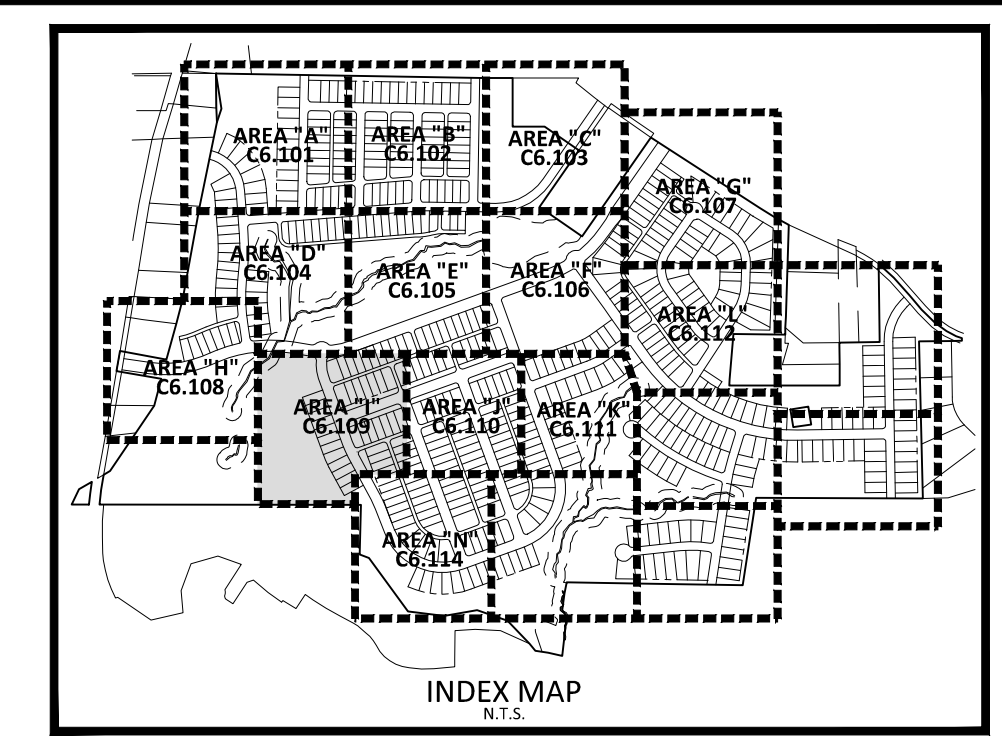 AREA "A"
C6.101
AREA "B"
C6.102
AREA "C"
C6.103
AREA "G"
C6.107
AREA "D"
C6.104
AREA "E"
C6.105
AREA "F"
C6.106
AREA "L"
C6.112
AREA "H"
C6.108
AREA "I"
C6.109
AREA "J"
C6.110
AREA "K"
C6.111
AREA "N"
C6.114
INDEX MAP
N.T.S.